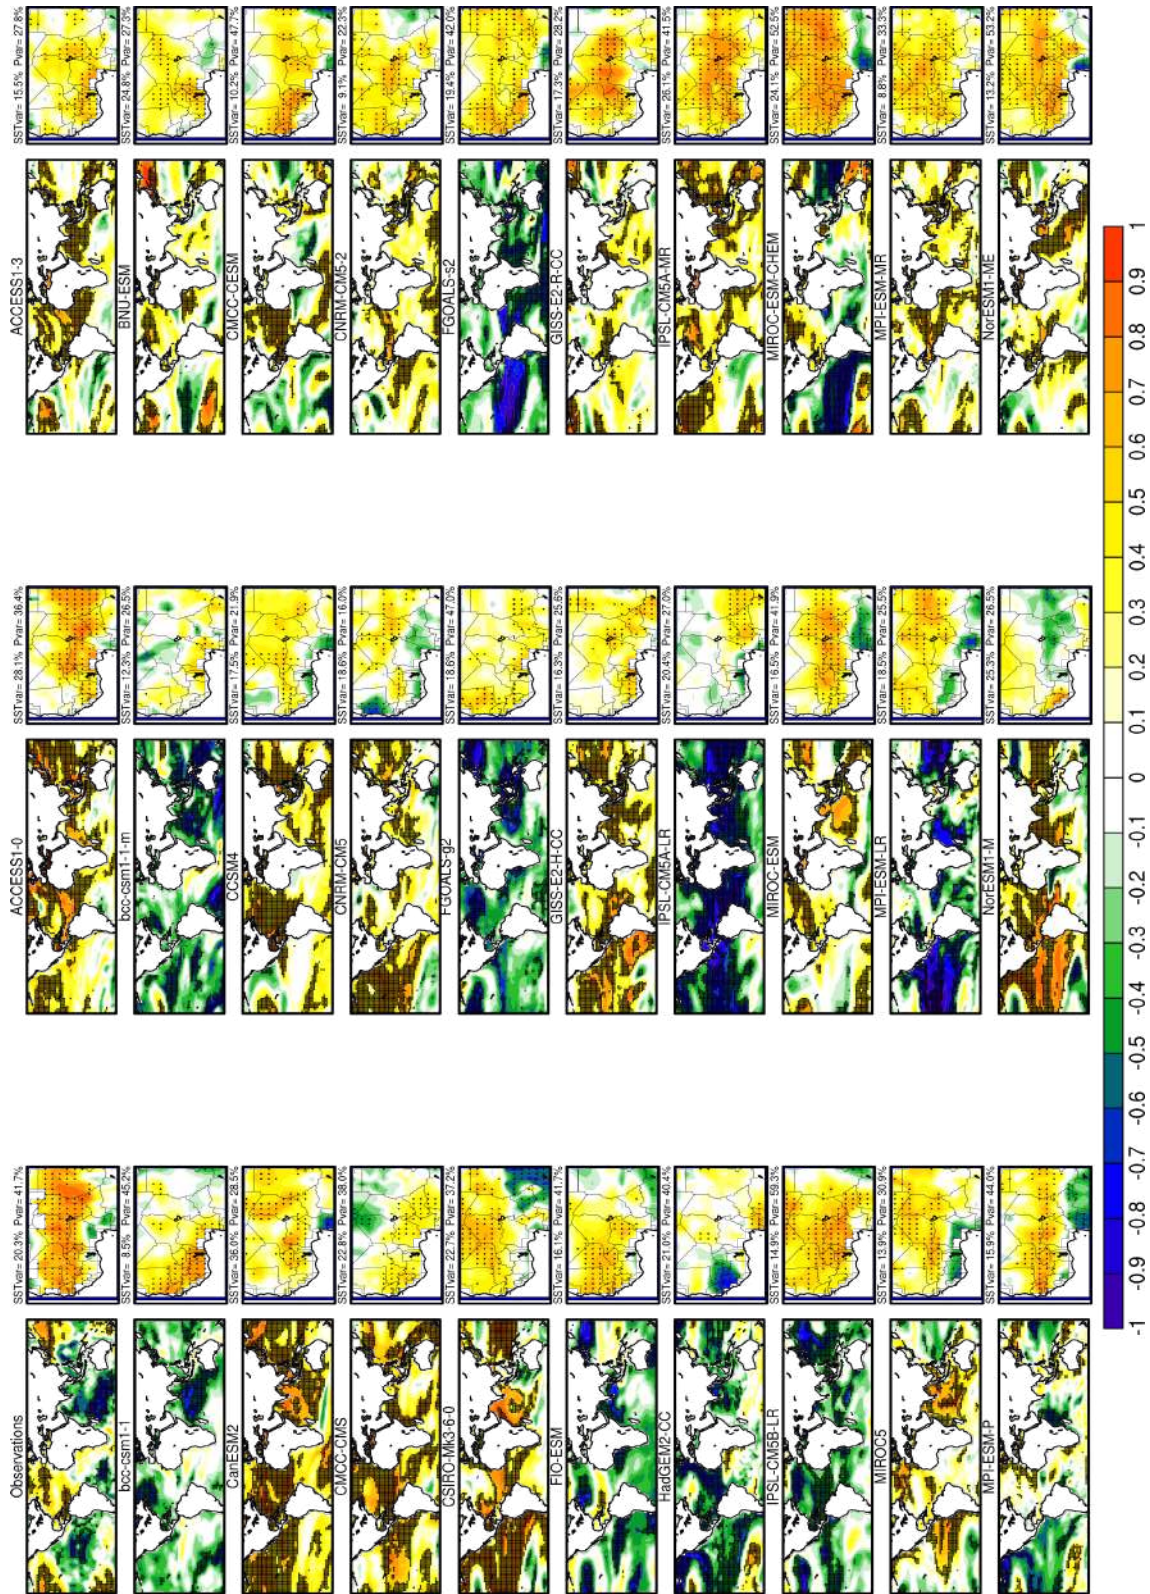 Observations SSTvar= 20.3% Pvar= 41.7% ACCESS1-0 SSTvar= 28.1% Pvar= 36.4% ACCESS1-3 SSTvar= 15.5% Pvar= 27.8%
bcc-csm1-1 SSTvar= 8.5% Pvar= 45.2% bcc-csm1-1-m SSTvar= 12.3% Pvar= 26.5% BNU-ESM SSTvar= 24.8% Pvar= 27.3%
CanESM2 SSTvar= 36.0% Pvar= 28.5% CCSM4 SSTvar= 17.5% Pvar= 21.9% CMCC-CESM SSTvar= 10.2% Pvar= 47.7%
CMCC-CMS SSTvar= 22.8% Pvar= 38.0% CNRM-CM5 SSTvar= 18.6% Pvar= 16.0% CNRM-CM5-2 SSTvar= 9.1% Pvar= 22.3%
CSIRO-Mk3-6-0 SSTvar= 22.7% Pvar= 37.2% FGOALS-g2 SSTvar= 18.6% Pvar= 47.0% FGOALS-s2 SSTvar= 19.4% Pvar= 42.0%
FIO-ESM SSTvar= 16.1% Pvar= 41.7% GISS-E2-H-CC SSTvar= 16.3% Pvar= 25.6% GISS-E2-R-CC SSTvar= 17.3% Pvar= 28.2%
HadGEM2-CC SSTvar= 21.0% Pvar= 40.4% IPSL-CM5A-LR SSTvar= 20.4% Pvar= 27.0% IPSL-CM5A-MR SSTvar= 26.1% Pvar= 41.5%
IPSL-CM5B-LR SSTvar= 14.9% Pvar= 59.3% MIROC-ESM SSTvar= 16.5% Pvar= 41.9% MIROC-ESM-CHEM SSTvar= 24.1% Pvar= 52.5%
MIROC5 SSTvar= 13.9% Pvar= 30.9% MPI-ESM-LR SSTvar= 18.5% Pvar= 25.5% MPI-ESM-MR SSTvar= 8.8% Pvar= 33.3%
MPI-ESM-P SSTvar= 15.9% Pvar= 44.0% NorESM1-M SSTvar= 25.3% Pvar= 26.5% NorESM1-ME SSTvar= 13.2% Pvar= 53.2%
-1 -0.9 -0.8 -0.7 -0.6 -0.5 -0.4 -0.3 -0.2 -0.1 0 0.1 0.2 0.3 0.4 0.5 0.6 0.7 0.8 0.9 1